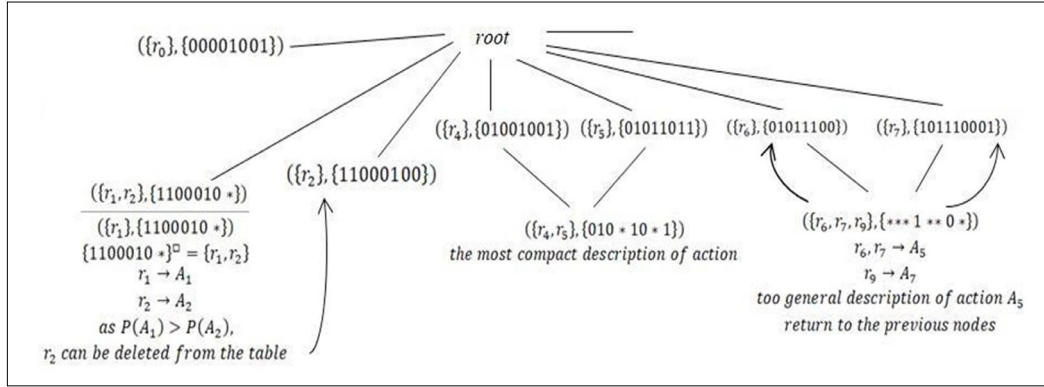 root
({r₀},{00001001})
({r₄},{01001001}) ({r₅},{01011011}) ({r₆},{01011100}) ({r₇},{101110001})
({r₂},{11000100})
({r₁,r₂},{1100010 *})
({r₁},{1100010 *})
{1100010 *}□ = {r₁,r₂}
r₁ → A₁
r₂ → A₂
as P(A₁) > P(A₂),
r₂ can be deleted from the table
({r₄,r₅},{010 * 10 * 1})
the most compact description of action
({r₆,r₇,r₉},{*** 1 ** 0 *})
r₆,r₇ → A₅
r₉ → A₇
too general description of action A₅
return to the previous nodes